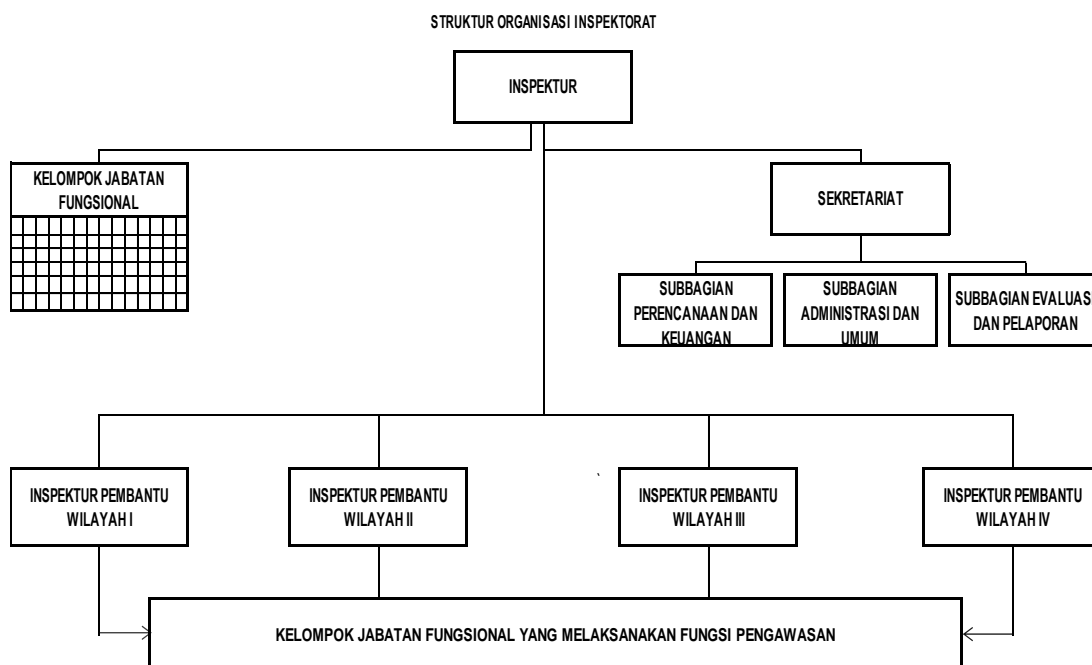 STRUKTUR ORGANISASI INSPEKTORAT
INSPEKTUR
KELOMPOK JABATAN
FUNGSIONAL
SEKRETARIAT
SUBBAGIAN
PERENCANAAN DAN
KEUANGAN
SUBBAGIAN
ADMINISTRASI DAN
UMUM
SUBBAGIAN EVALUAS
DAN PELAPORAN
INSPEKTUR PEMBANTU
WILAYAH I
INSPEKTUR PEMBANTU
WILAYAH II
INSPEKTUR PEMBANTU
WILAYAH III
INSPEKTUR PEMBANTU
WILAYAH IV
KELOMPOK JABATAN FUNGSIONAL YANG MELAKSANAKAN FUNGSI PENGAWASAN